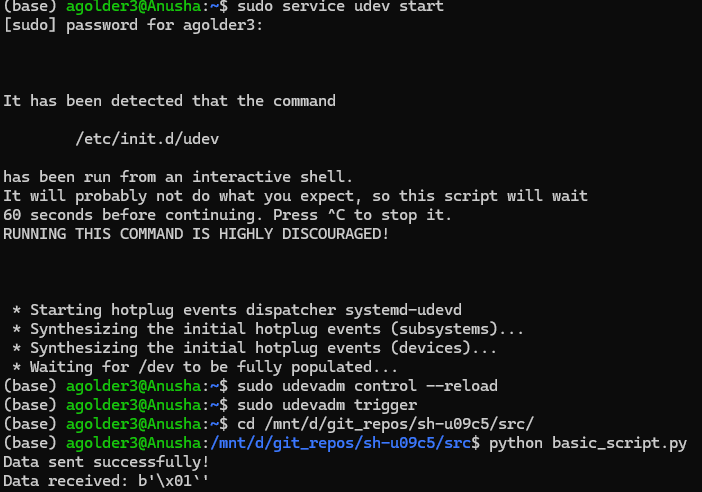 (base) agolder3@Anusha:~$ sudo service udev start
[sudo] password for agolder3:
It has been detected that the command
/etc/init.d/udev
has been run from an interactive shell.
It will probably not do what you expect, so this script will wait
60 seconds before continuing. Press ^C to stop it.
RUNNING THIS COMMAND IS HIGHLY DISCOURAGED!
* Starting hotplug events dispatcher systemd-udevd
* Synthesizing the initial hotplug events (subsystems)...
* Synthesizing the initial hotplug events (devices)...
* Waiting for /dev to be fully populated...
(base) agolder3@Anusha:~$ sudo udevadm control --reload
(base) agolder3@Anusha:~$ sudo udevadm trigger
(base) agolder3@Anusha:~$ cd /mnt/d/git_repos/sh-u09c5/src/
(base) agolder3@Anusha:/mnt/d/git_repos/sh-u09c5/src$ python basic_script.py
Data sent successfully!
Data received: b'\x01`'